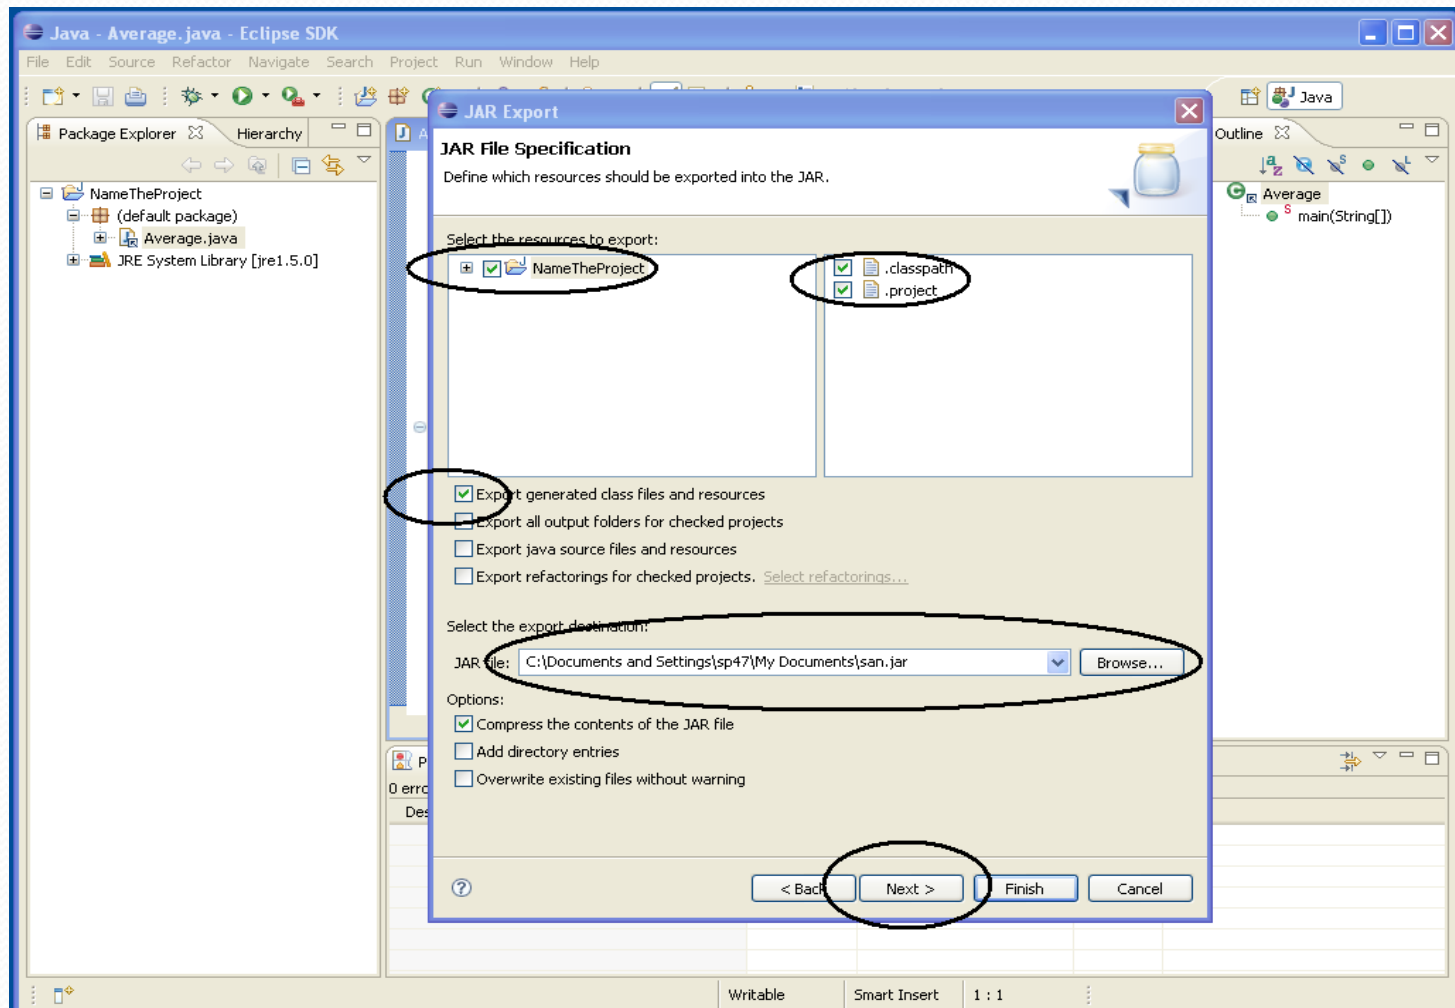 Java - Average.java - Eclipse SDK
File Edit Source Refactor Navigate Search Project Run Window Help
Java
Package Explorer
Hierarchy
NameTheProject
(default package)
Average.java
JRE System Library [jre1.5.0]
JAR Export
JAR File Specification
Define which resources should be exported into the JAR.
Select the resources to export:
NameTheProject
.classpath
.project
Export generated class files and resources
Export all output folders for checked projects
Export java source files and resources
Export refactorings for checked projects. Select refactorings...
Select the export destination:
JAR file: C:\Documents and Settings\sp47\My Documents\san.jar Browse...
Options:
Compress the contents of the JAR file
Add directory entries
Overwrite existing files without warning
< Back Next > Finish Cancel
Outline
Average
main(String[])
Writable Smart Insert 1 : 1